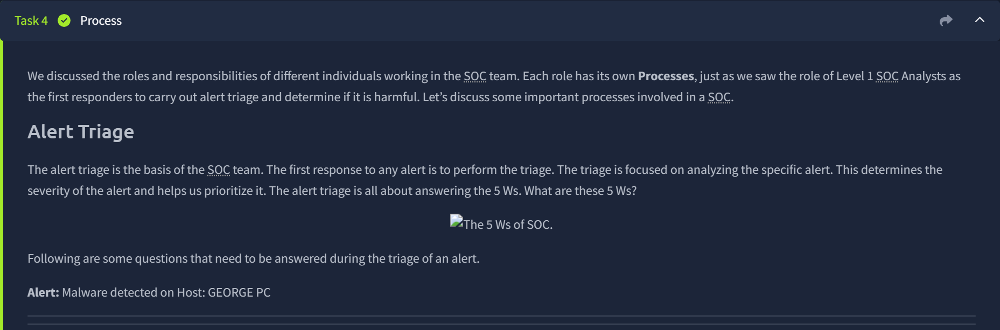 Task 4 Process
We discussed the roles and responsibilities of different individuals working in the SOC team. Each role has its own Processes, just as we saw the role of Level 1 SOC Analysts as
the first responders to carry out alert triage and determine if it is harmful. Let’s discuss some important processes involved in a SOC.
Alert Triage
The alert triage is the basis of the SOC team. The first response to any alert is to perform the triage. The triage is focused on analyzing the specific alert. This determines the
severity of the alert and helps us prioritize it. The alert triage is all about answering the 5 Ws. What are these 5 Ws?
The 5 Ws of SOC.
Following are some questions that need to be answered during the triage of an alert.
Alert: Malware detected on Host: GEORGE PC